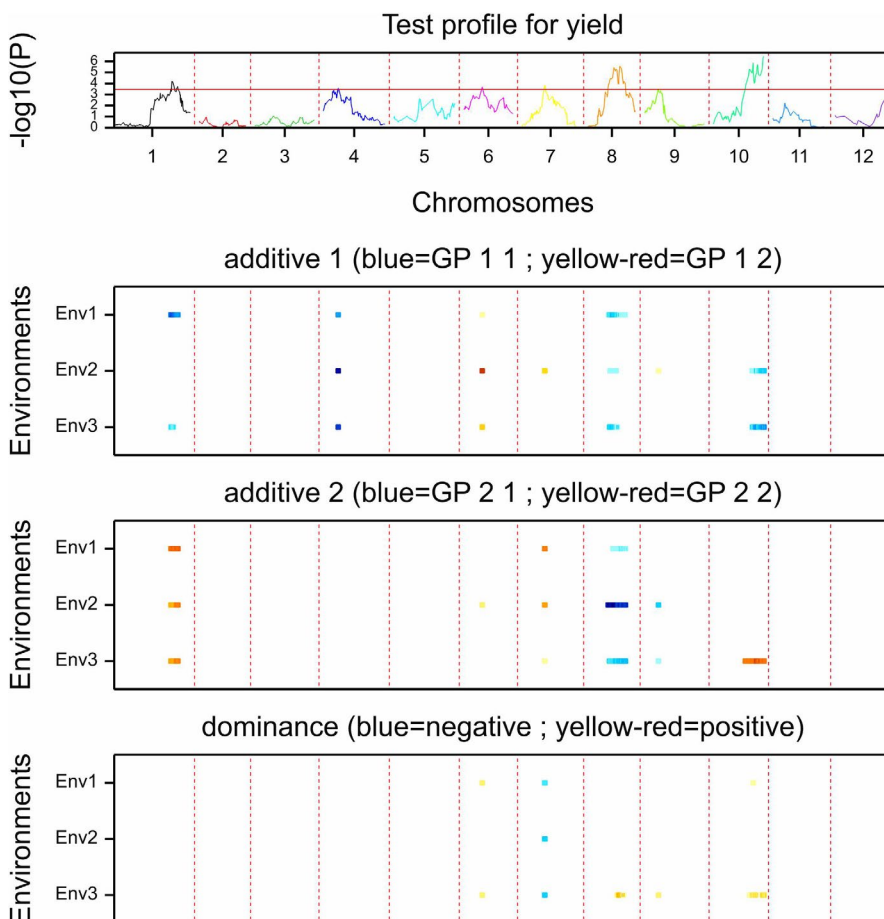 Test profile for yield
-log10(P)
6
5
4
3
2
1
0
1 2 3 4 5 6 7 8 9 10 11 12
Chromosomes
additive 1 (blue=GP 1 1 ; yellow-red=GP 1 2)
Environments
Env1
Env2
Env3
additive 2 (blue=GP 2 1 ; yellow-red=GP 2 2)
Environments
Env1
Env2
Env3
dominance (blue=negative ; yellow-red=positive)
Environments
Env1
Env2
Env3